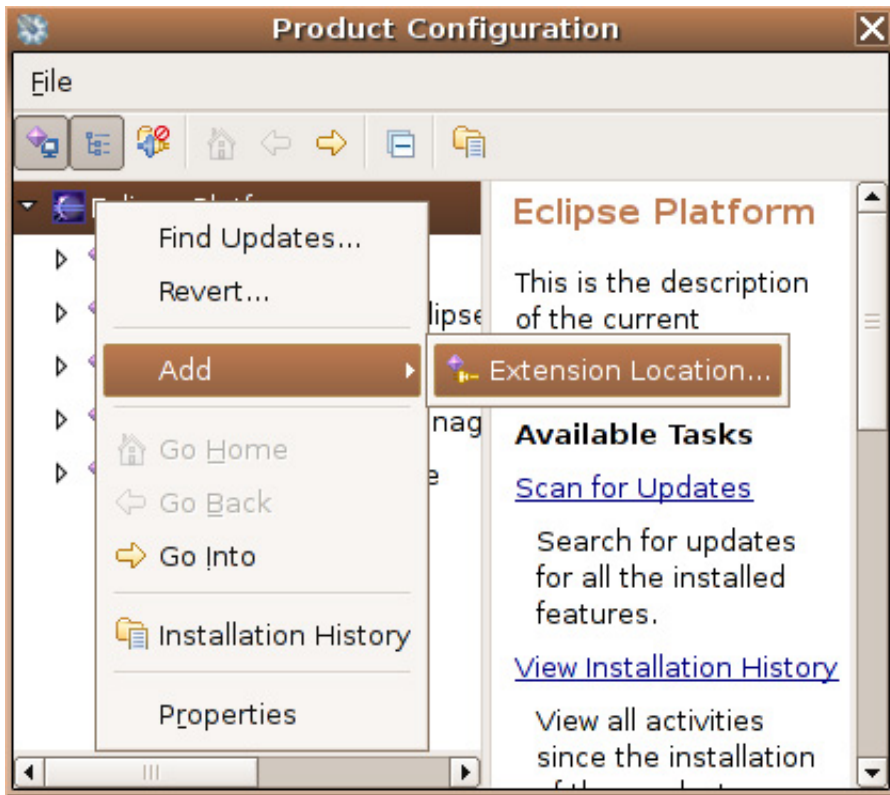 Product Configuration
File
Find Updates...
Revert...
Add
Go Home
Go Back
Go Into
Installation History
Properties
Extension Location...
Eclipse Platform
This is the description
of the current
Available Tasks
Scan for Updates
Search for updates
for all the installed
features.
View Installation History
View all activities
since the installation